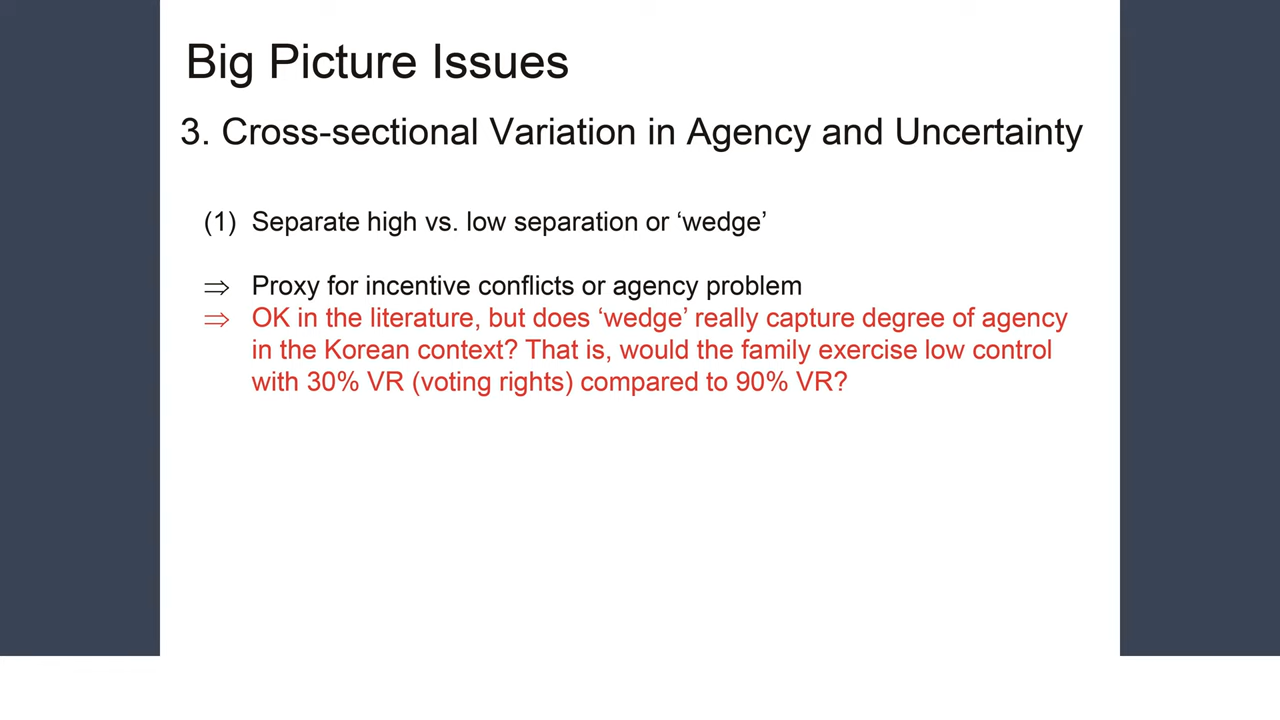 Big Picture Issues
3. Cross-sectional Variation in Agency and Uncertainty
(1) Separate high vs. low separation or ‘wedge’
⇒ Proxy for incentive conflicts or agency problem
⇒ OK in the literature, but does ‘wedge’ really capture degree of agency
in the Korean context? That is, would the family exercise low control
with 30% VR (voting rights) compared to 90% VR?